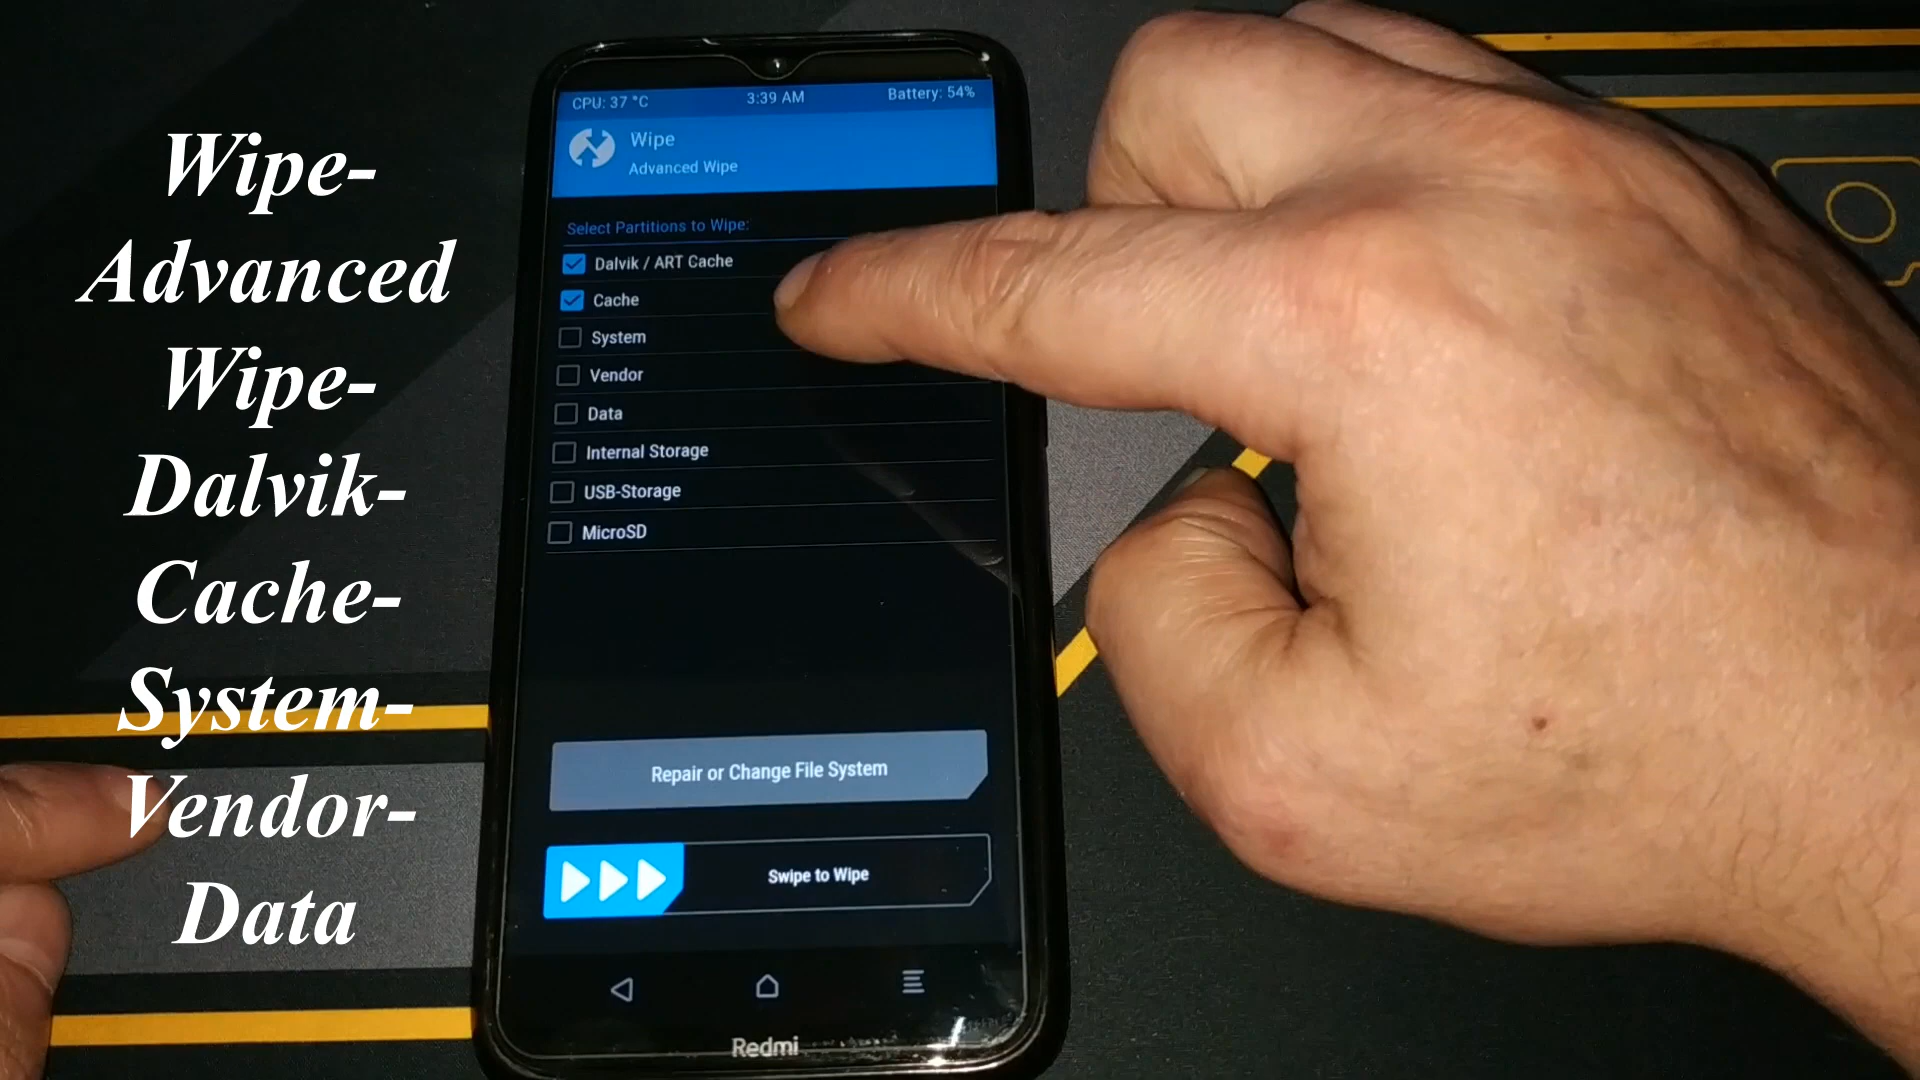 Wipe-
Advanced
Wipe-
Dalvik-
Cache-
System-
Vendor-
Data
CPU: 37 °C 3:39 AM Battery: 54%
Wipe
Advanced Wipe
Select Partitions to Wipe:
Dalvik / ART Cache
Cache
System
Vendor
Data
Internal Storage
USB-Storage
MicroSD
Repair or Change File System
Swipe to Wipe
Redmi